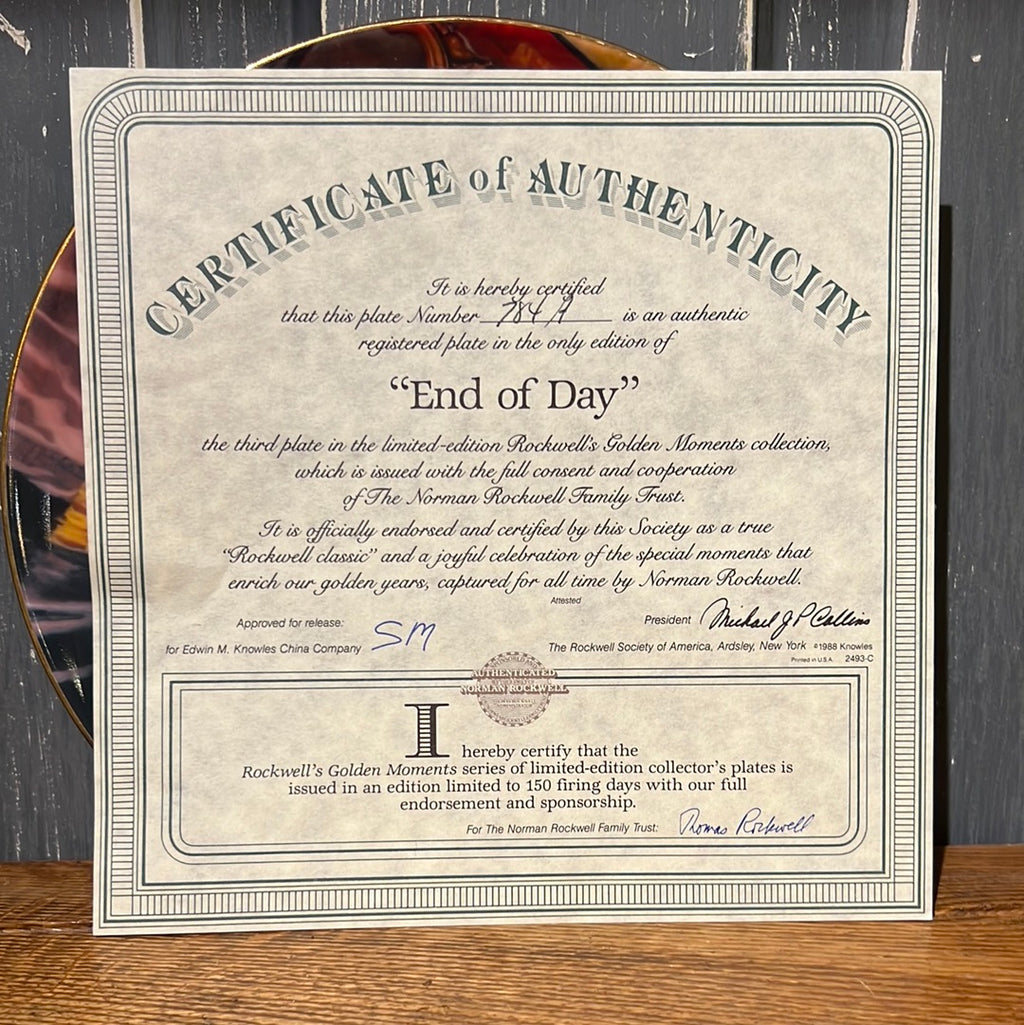 CERTIFICATE of AUTHENTICITY
It is hereby certified
that this plate Number 784 A is an authentic
registered plate in the only edition of
“End of Day”
the third plate in the limited-edition Rockwell's Golden Moments collection,
which is issued with the full consent and cooperation
of The Norman Rockwell Family Trust.
It is officially endorsed and certified by this Society as a true
“Rockwell classic” and a joyful celebration of the special moments that
enrich our golden years, captured for all time by Norman Rockwell.
Attested
Approved for release:
for Edwin M. Knowles China Company SM
President Michael J P Collins
The Rockwell Society of America, Ardsley, New York ©1988 Knowles
Printed in U.S.A. 2493-C
AUTHENTICATED
NORMAN ROCKWELL
I hereby certify that the
Rockwell's Golden Moments series of limited-edition collector's plates is
issued in an edition limited to 150 firing days with our full
endorsement and sponsorship.
For The Norman Rockwell Family Trust: Thomas Rockwell